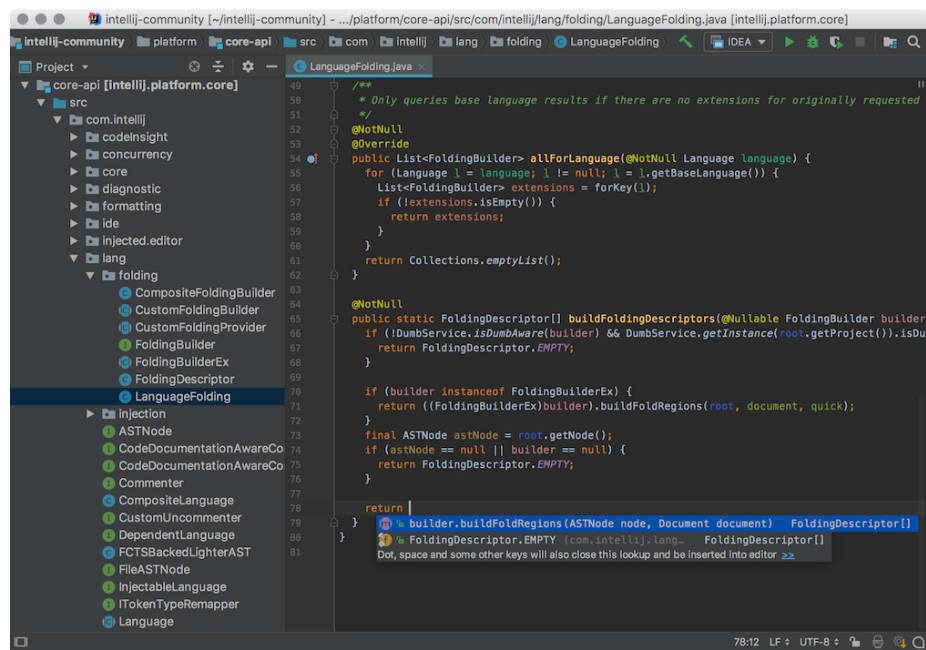 intellij-community [~/intellij-community] - .../platform/core-api/src/com/intellij/lang/folding/LanguageFolding.java [intellij.platform.core]
intellij-community platform core-api src com intellij lang folding LanguageFolding IDEA
Project
LanguageFolding.java
core-api [intellij.platform.core]
src
com.intellij
codeInsight
concurrency
core
diagnostic
formatting
ide
injected.editor
lang
folding
CompositeFoldingBuilder
CustomFoldingBuilder
CustomFoldingProvider
FoldingBuilder
FoldingBuilderEx
FoldingDescriptor
LanguageFolding
injection
ASTNode
CodeDocumentationAwareCo
CodeDocumentationAwareCo
Commenter
CompositeLanguage
CustomUncommenter
DependentLanguage
FCTSBackedLighterAST
FileASTNode
InjectableLanguage
ITokenTypeRemapper
Language
49 /**
50 * Only queries base language results if there are no extensions for originally requested
51 */
52 @NotNull
53 @Override
54 public List<FoldingBuilder> allForLanguage(@NotNull Language language) {
55 for (Language l = language; l != null; l = l.getBaseLanguage()) {
56 List<FoldingBuilder> extensions = forKey(l);
57 if (!extensions.isEmpty()) {
58 return extensions;
59 }
60 }
61 return Collections.emptyList();
62 }
63
64 @NotNull
65 public static FoldingDescriptor[] buildFoldingDescriptors(@Nullable FoldingBuilder builder
66 if (!DumbService.isDumbAware(builder) && DumbService.getInstance(root.getProject()).isDu
67 return FoldingDescriptor.EMPTY;
68 }
69
70 if (builder instanceof FoldingBuilderEx) {
71 return ((FoldingBuilderEx)builder).buildFoldRegions(root, document, quick);
72 }
73 final ASTNode astNode = root.getNode();
74 if (astNode == null || builder == null) {
75 return FoldingDescriptor.EMPTY;
76 }
77
78 return
79 }
80 }
81
builder.buildFoldRegions(ASTNode node, Document document) FoldingDescriptor[]
FoldingDescriptor.EMPTY (com.intellij.lang… FoldingDescriptor[]
Dot, space and some other keys will also close this lookup and be inserted into editor >>
78:12 LF UTF-8